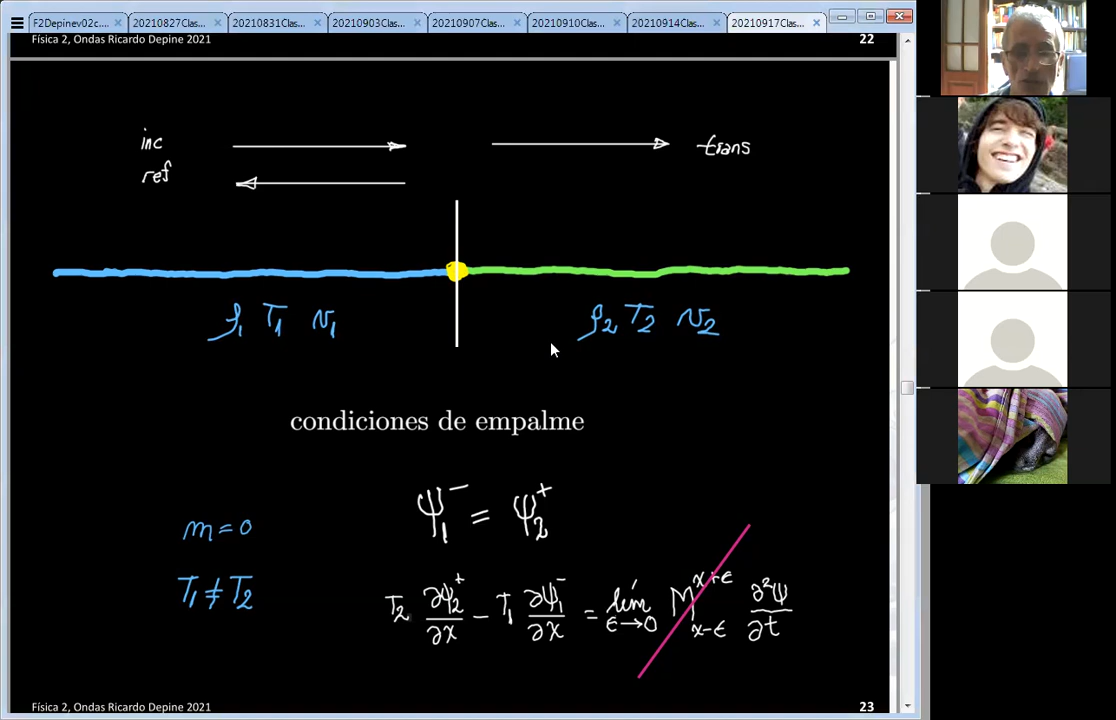 F2Depinev02c. 20210827Clas... 20210831Clas... 20210903Clas... 20210907Clas... 20210910Clas... 20210914Clas... 20210917Clas...
Física 2, Ondas Ricardo Depine 2021 22
inc trans
ref
ρ₁ T₁ v₁ ρ₂ T₂ v₂
condiciones de empalme
ψ₁⁻ = ψ₂⁺
m = 0
T₁ ≠ T₂
T₂ ∂ψ₂⁺/∂x − T₁ ∂ψ₁⁻/∂x = lím ϵ→0 M x+ϵ x−ϵ ∂²ψ/∂t
Física 2, Ondas Ricardo Depine 2021 23